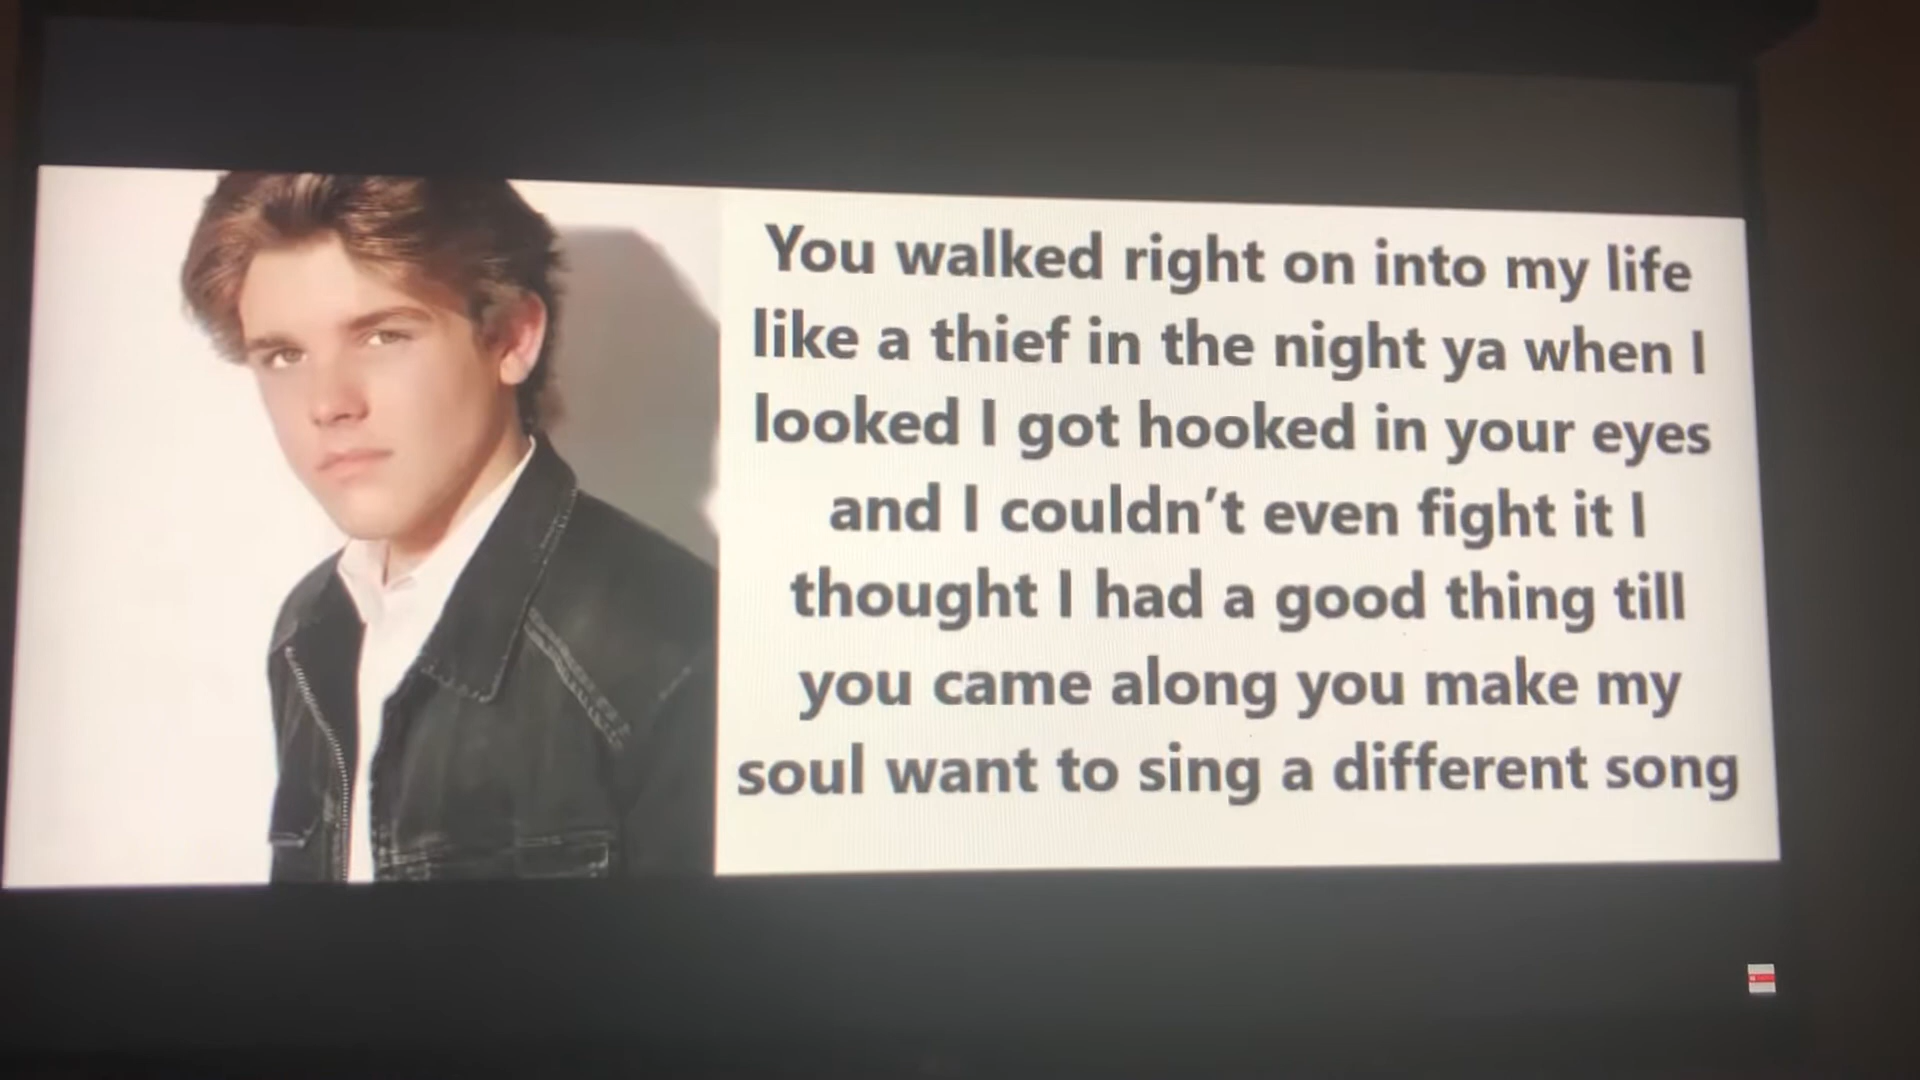 You walked right on into my life
like a thief in the night ya when I
looked I got hooked in your eyes
and I couldn't even fight it I
thought I had a good thing till
you came along you make my
soul want to sing a different song